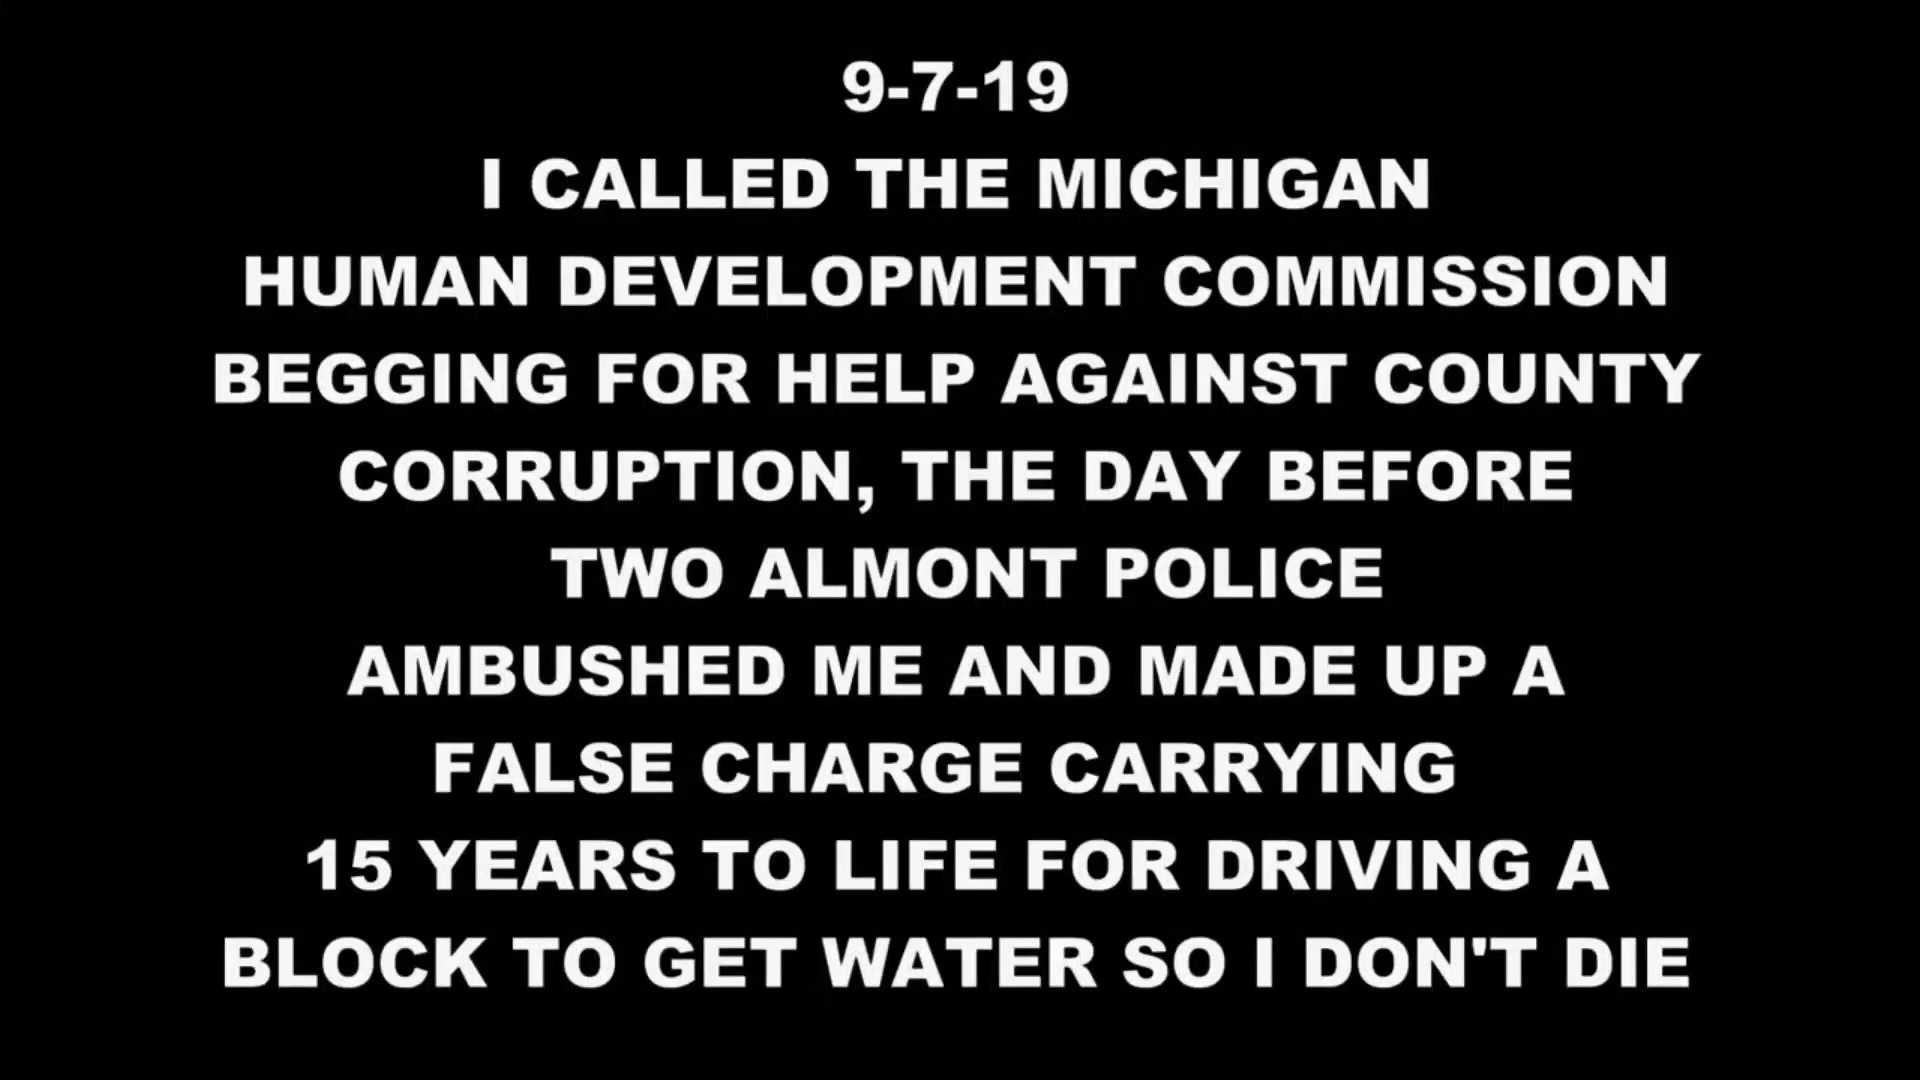 9-7-19
I CALLED THE MICHIGAN
HUMAN DEVELOPMENT COMMISSION
BEGGING FOR HELP AGAINST COUNTY
CORRUPTION, THE DAY BEFORE
TWO ALMONT POLICE
AMBUSHED ME AND MADE UP A
FALSE CHARGE CARRYING
15 YEARS TO LIFE FOR DRIVING A
BLOCK TO GET WATER SO I DON'T DIE